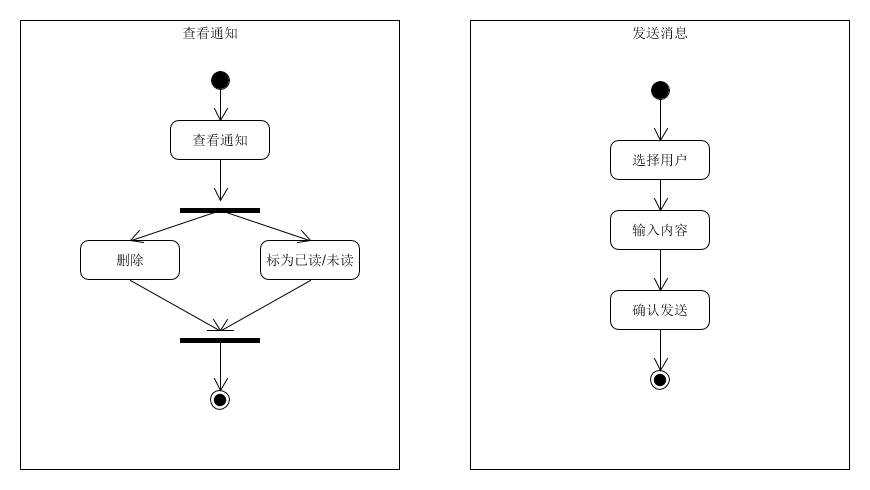 查看通知
查看通知
删除
标为已读/未读
发送消息
选择用户
输入内容
确认发送